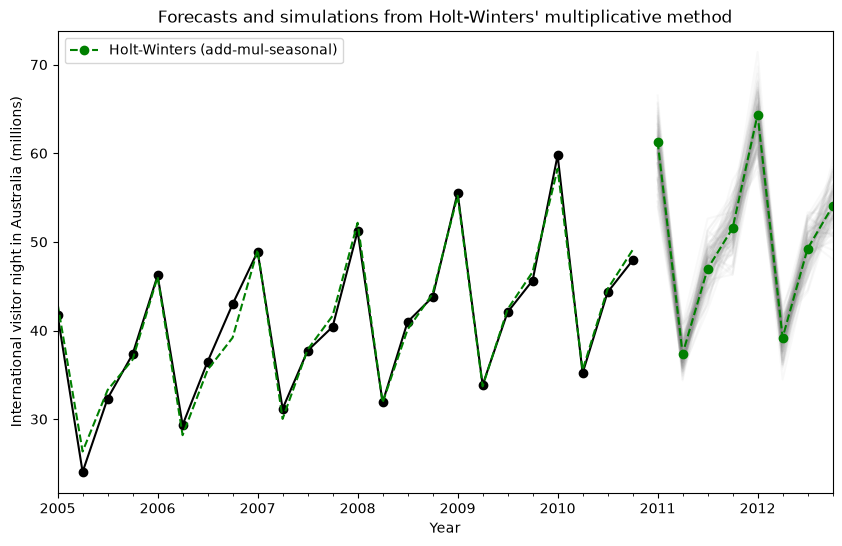 Forecasts and simulations from Holt-Winters' multiplicative method
Holt-Winters (add-mul-seasonal)
International visitor night in Australia (millions)
70
60
50
40
30
2005 2006 2007 2008 2009 2010 2011 2012
Year